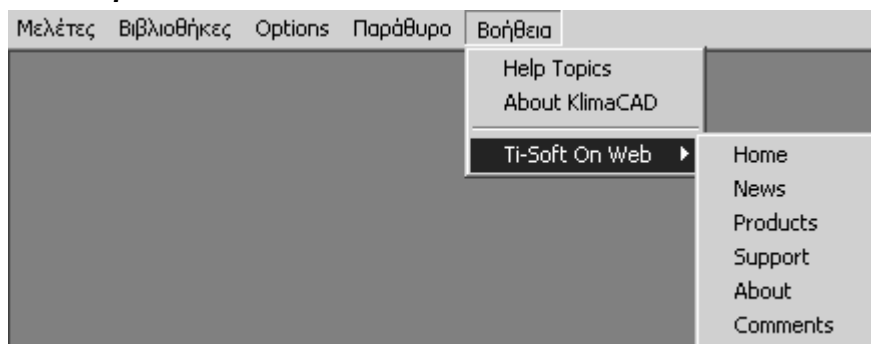 Μελέτες Βιβλιοθήκες Options Παράθυρο Βοήθεια
Help Topics
About KlimaCAD
Ti-Soft On Web
Home
News
Products
Support
About
Comments